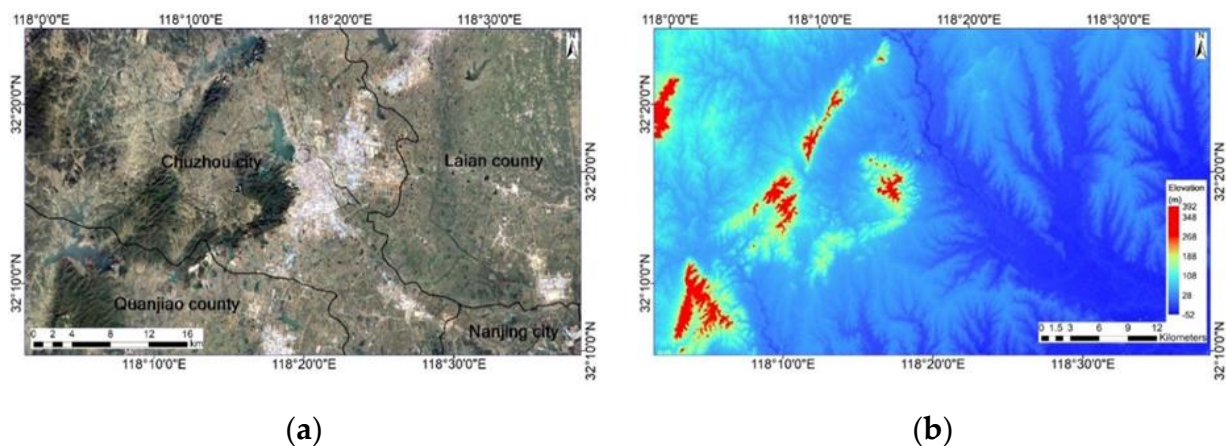 118°0'0"E 118°10'0"E 118°20'0"E 118°30'0"E
118°0'0"E 118°10'0"E 118°20'0"E 118°30'0"E
N
N
32°20'0"N
32°20'0"N
32°20'0"N
32°20'0"N
Chuzhou city
Laian county
Elevation
(m)
392
348
268
188
108
28
-52
32°10'0"N
32°10'0"N
Quanjiao county
Nanjing city
0 2 4 8 12 16
km
0 1.5 3 6 9 12
Kilometers
32°10'0"N
32°10'0"N
118°10'0"E 118°20'0"E 118°30'0"E
118°10'0"E 118°20'0"E 118°30'0"E
(a) (b)